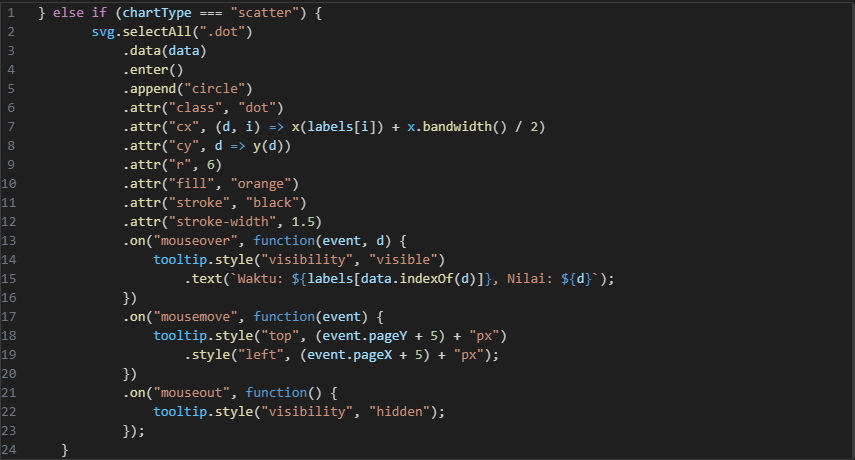 1 } else if (chartType === "scatter") {
2 svg.selectAll(".dot")
3 .data(data)
4 .enter()
5 .append("circle")
6 .attr("class", "dot")
7 .attr("cx", (d, i) => x(labels[i]) + x.bandwidth() / 2)
8 .attr("cy", d => y(d))
9 .attr("r", 6)
10 .attr("fill", "orange")
11 .attr("stroke", "black")
12 .attr("stroke-width", 1.5)
13 .on("mouseover", function(event, d) {
14 tooltip.style("visibility", "visible")
15 .text(`Waktu: ${labels[data.indexOf(d)]}, Nilai: ${d}`);
16 })
17 .on("mousemove", function(event) {
18 tooltip.style("top", (event.pageY + 5) + "px")
19 .style("left", (event.pageX + 5) + "px");
20 })
21 .on("mouseout", function() {
22 tooltip.style("visibility", "hidden");
23 });
24 }